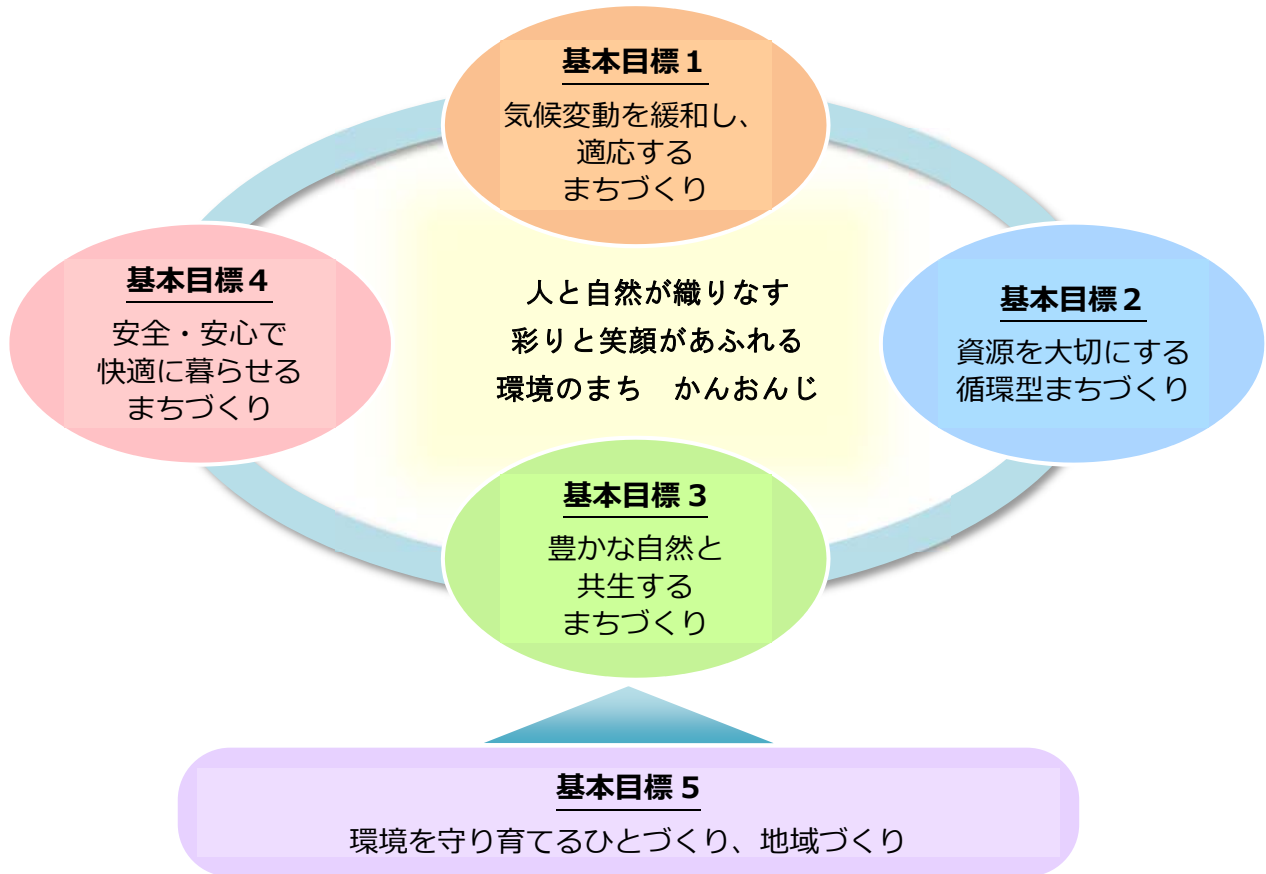 基本目標１
気候変動を緩和し、
適応する
まちづくり
基本目標４
安全・安心で
快適に暮らせる
まちづくり
人と自然が織りなす
彩りと笑顔があふれる
環境のまち　かんおんじ
基本目標２
資源を大切にする
循環型まちづくり
基本目標３
豊かな自然と
共生する
まちづくり
基本目標５
環境を守り育てるひとづくり、地域づくり